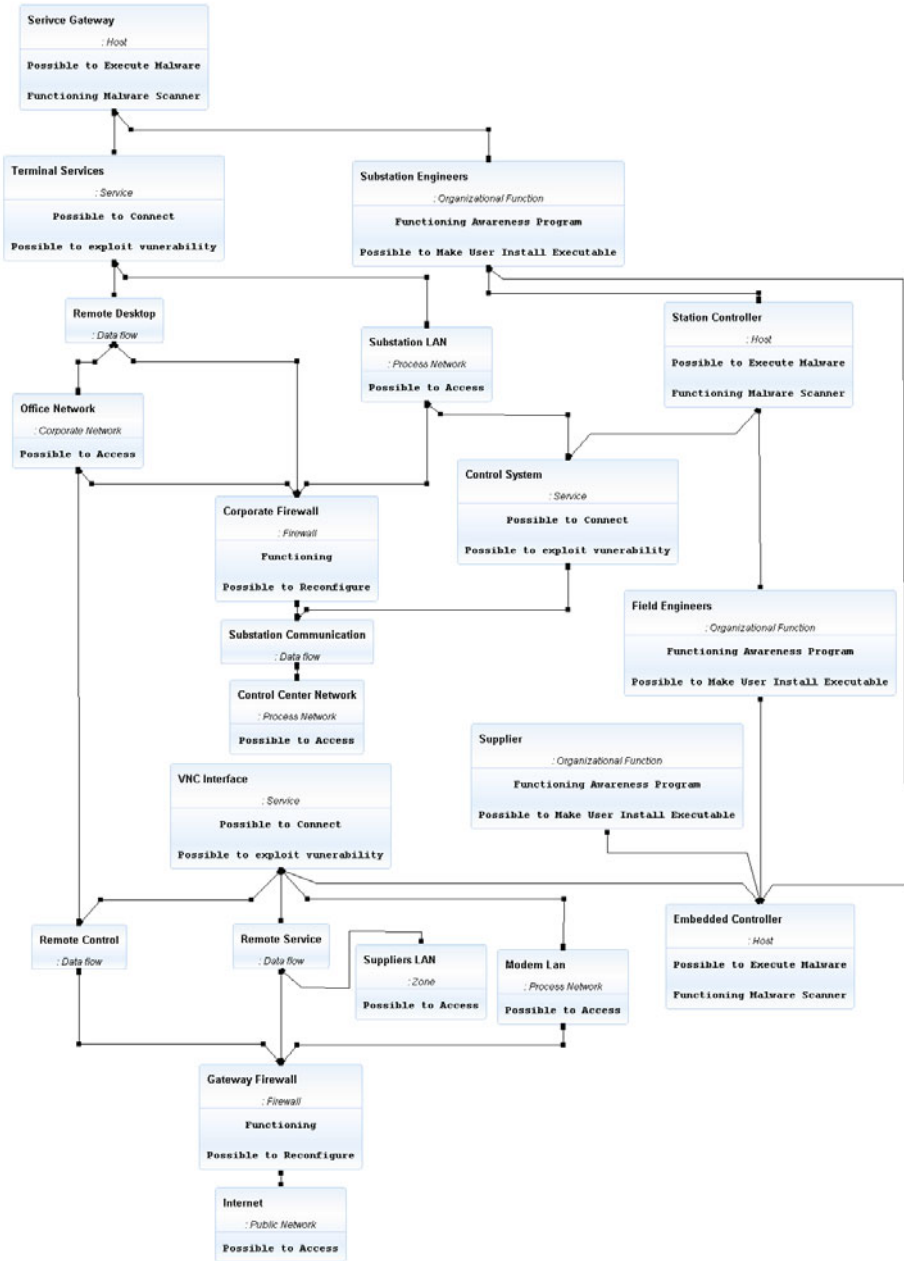 Serivce Gateway
: Host
Possible to Execute Malware
Functioning Malware Scanner
Terminal Services
: Service
Possible to Connect
Possible to exploit vunerability
Substation Engineers
: Organizational Function
Functioning Awareness Program
Possible to Make User Install Executable
Remote Desktop
: Data flow
Substation LAN
: Process Network
Possible to Access
Station Controller
: Host
Possible to Execute Malware
Functioning Malware Scanner
Office Network
: Corporate Network
Possible to Access
Control System
: Service
Possible to Connect
Possible to exploit vunerability
Corporate Firewall
: Firewall
Functioning
Possible to Reconfigure
Field Engineers
: Organizational Function
Functioning Awareness Program
Possible to Make User Install Executable
Substation Communication
: Data flow
Control Center Network
: Process Network
Possible to Access
Supplier
: Organizational Function
Functioning Awareness Program
Possible to Make User Install Executable
VNC Interface
: Service
Possible to Connect
Possible to exploit vunerability
Remote Control
: Data flow
Remote Service
: Data flow
Suppliers LAN
: Zone
Possible to Access
Modem Lan
: Process Network
Possible to Access
Embedded Controller
: Host
Possible to Execute Malware
Functioning Malware Scanner
Gateway Firewall
: Firewall
Functioning
Possible to Reconfigure
Internet
: Public Network
Possible to Access